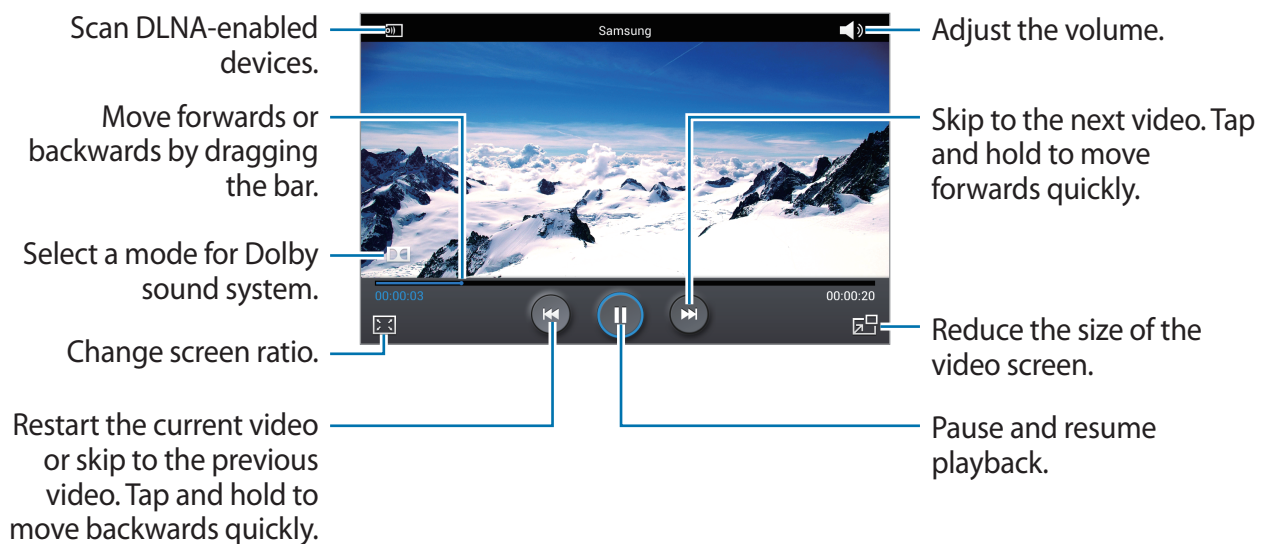 Scan DLNA-enabled
devices.
Samsung
Adjust the volume.
Move forwards or
backwards by dragging
the bar.
Skip to the next video. Tap
and hold to move
forwards quickly.
Select a mode for Dolby
sound system.
00:00:03
00:00:20
Change screen ratio.
Reduce the size of the
video screen.
Restart the current video
or skip to the previous
video. Tap and hold to
move backwards quickly.
Pause and resume
playback.